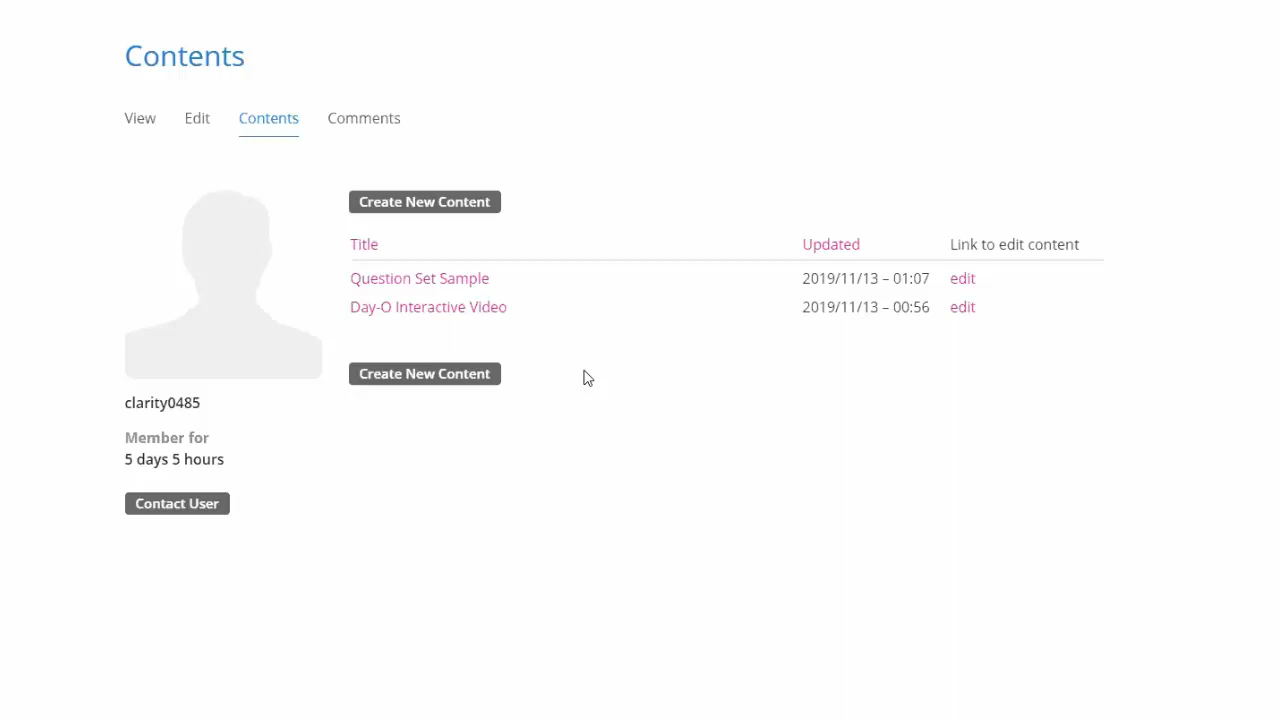 Contents
View Edit Contents Comments
Create New Content
Title Updated Link to edit content
Question Set Sample 2019/11/13 – 01:07 edit
Day-O Interactive Video 2019/11/13 – 00:56 edit
Create New Content
clarity0485
Member for
5 days 5 hours
Contact User